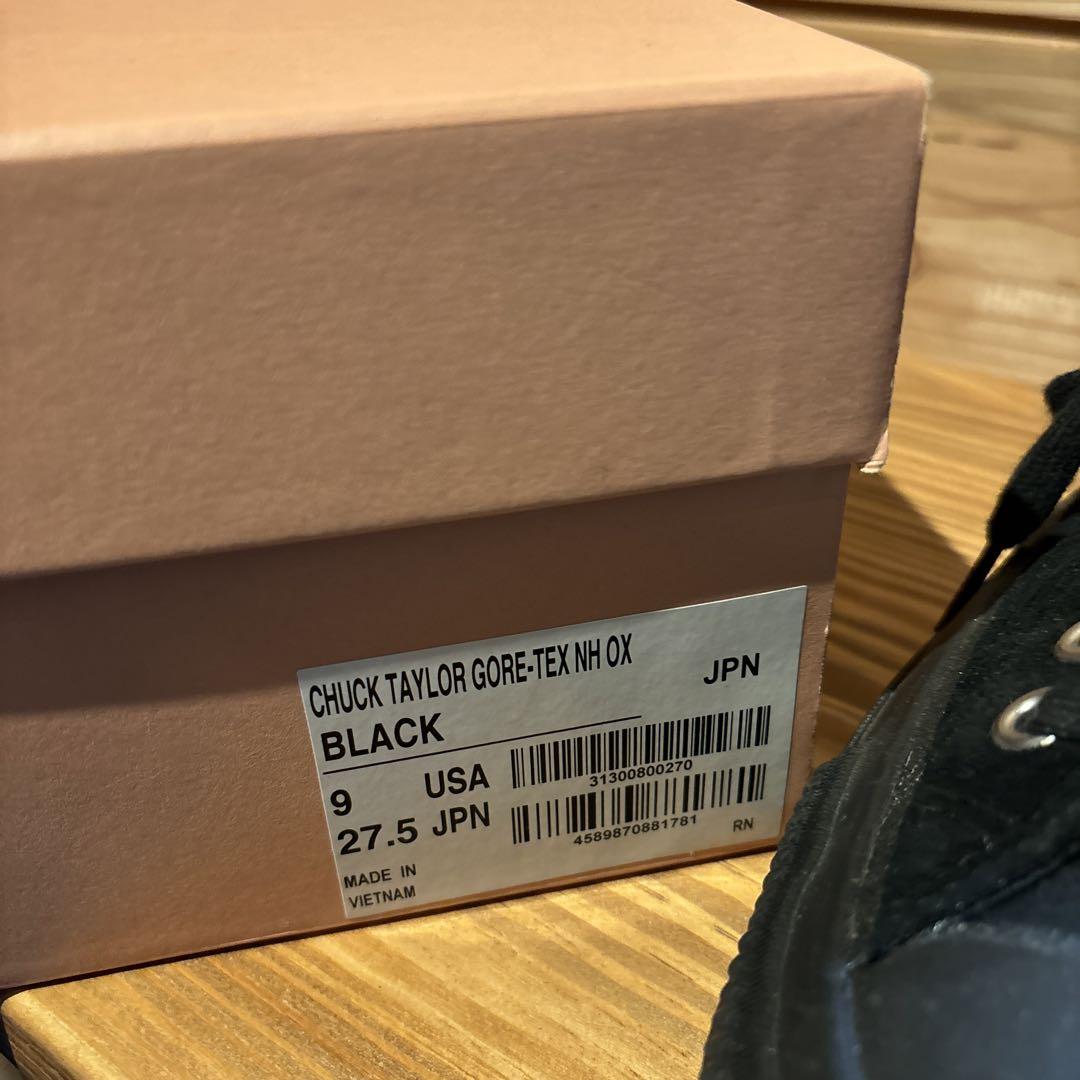 CHUCK TAYLOR GORE-TEX NH OX
JPN
BLACK
9 USA
31300800270
27.5 JPN
4589870881781
RN
MADE IN
VIETNAM